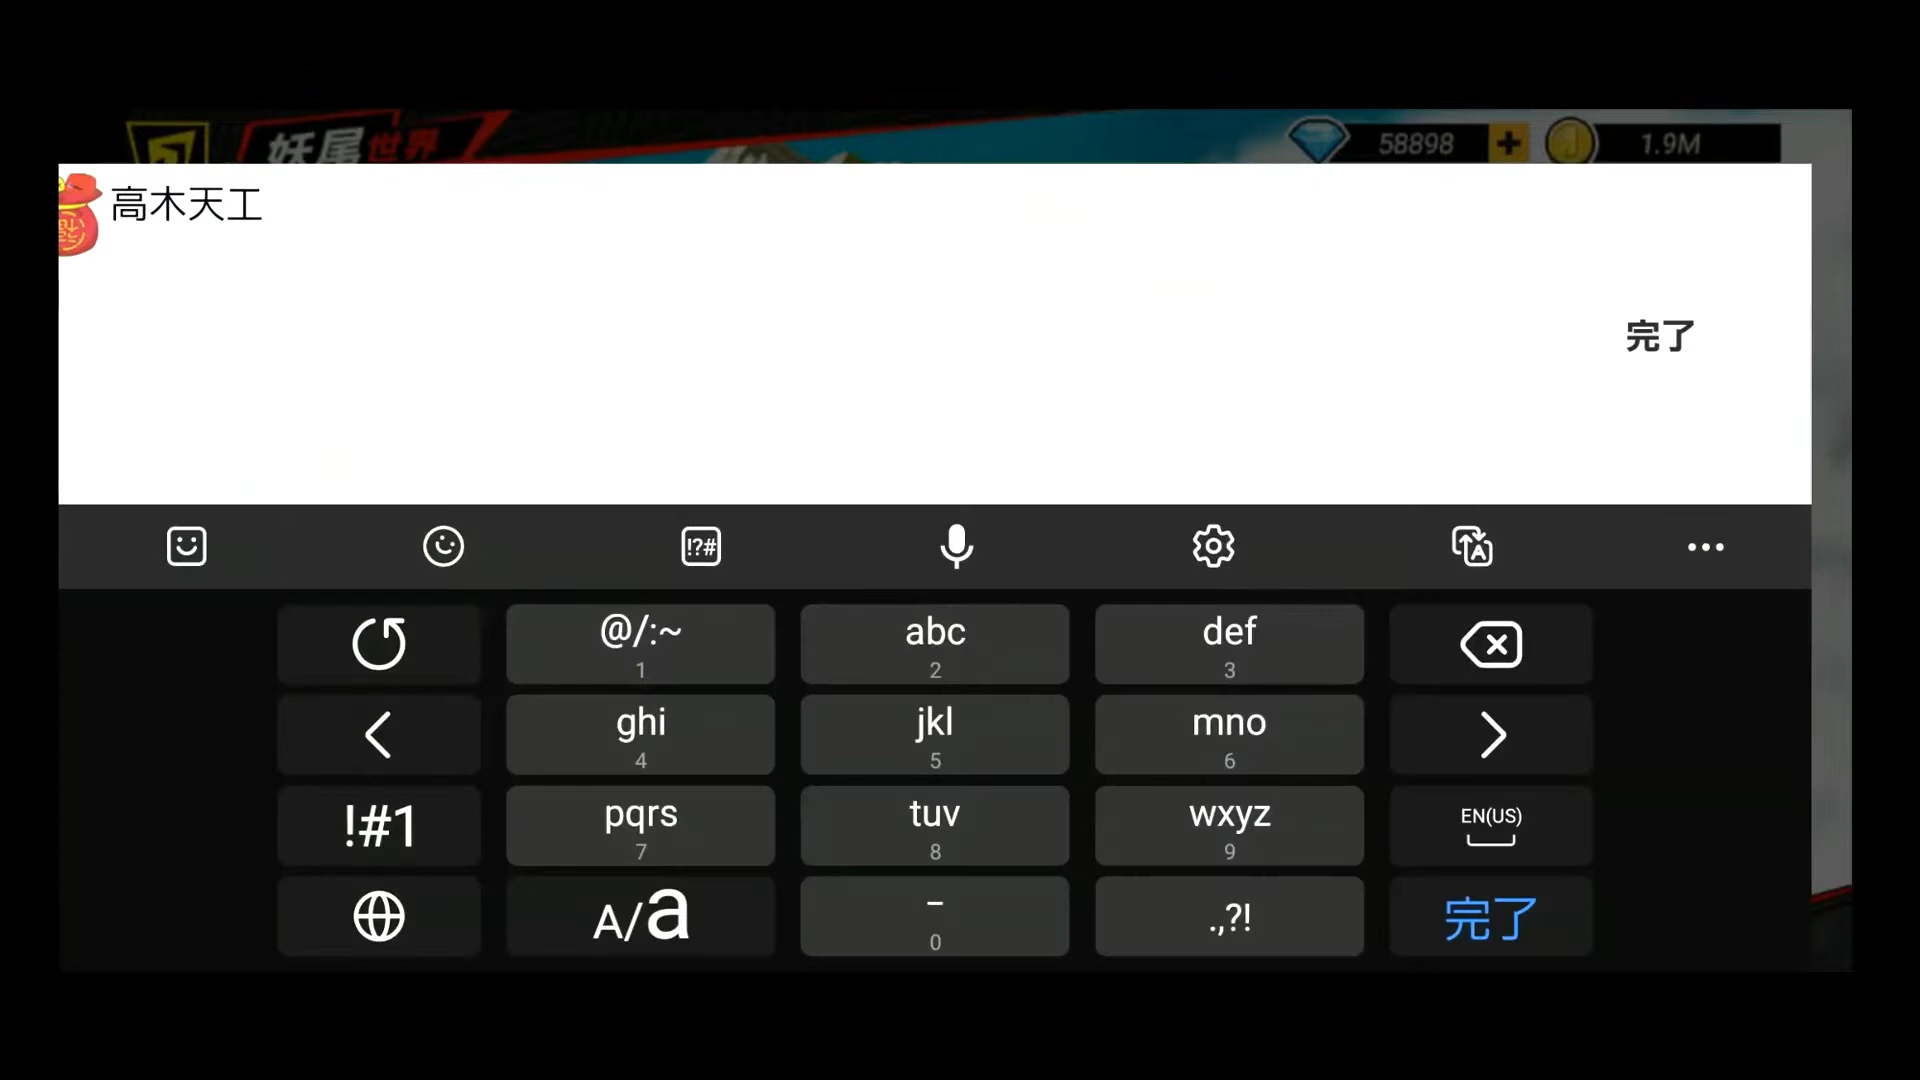 妖尾世界
58898
1.9M
高木天工
完了
!?#
@/:~
1
abc
2
def
3
ghi
4
jkl
5
mno
6
!#1
pqrs
7
tuv
8
wxyz
9
EN(US)
A/a
-
0
.,?!
完了